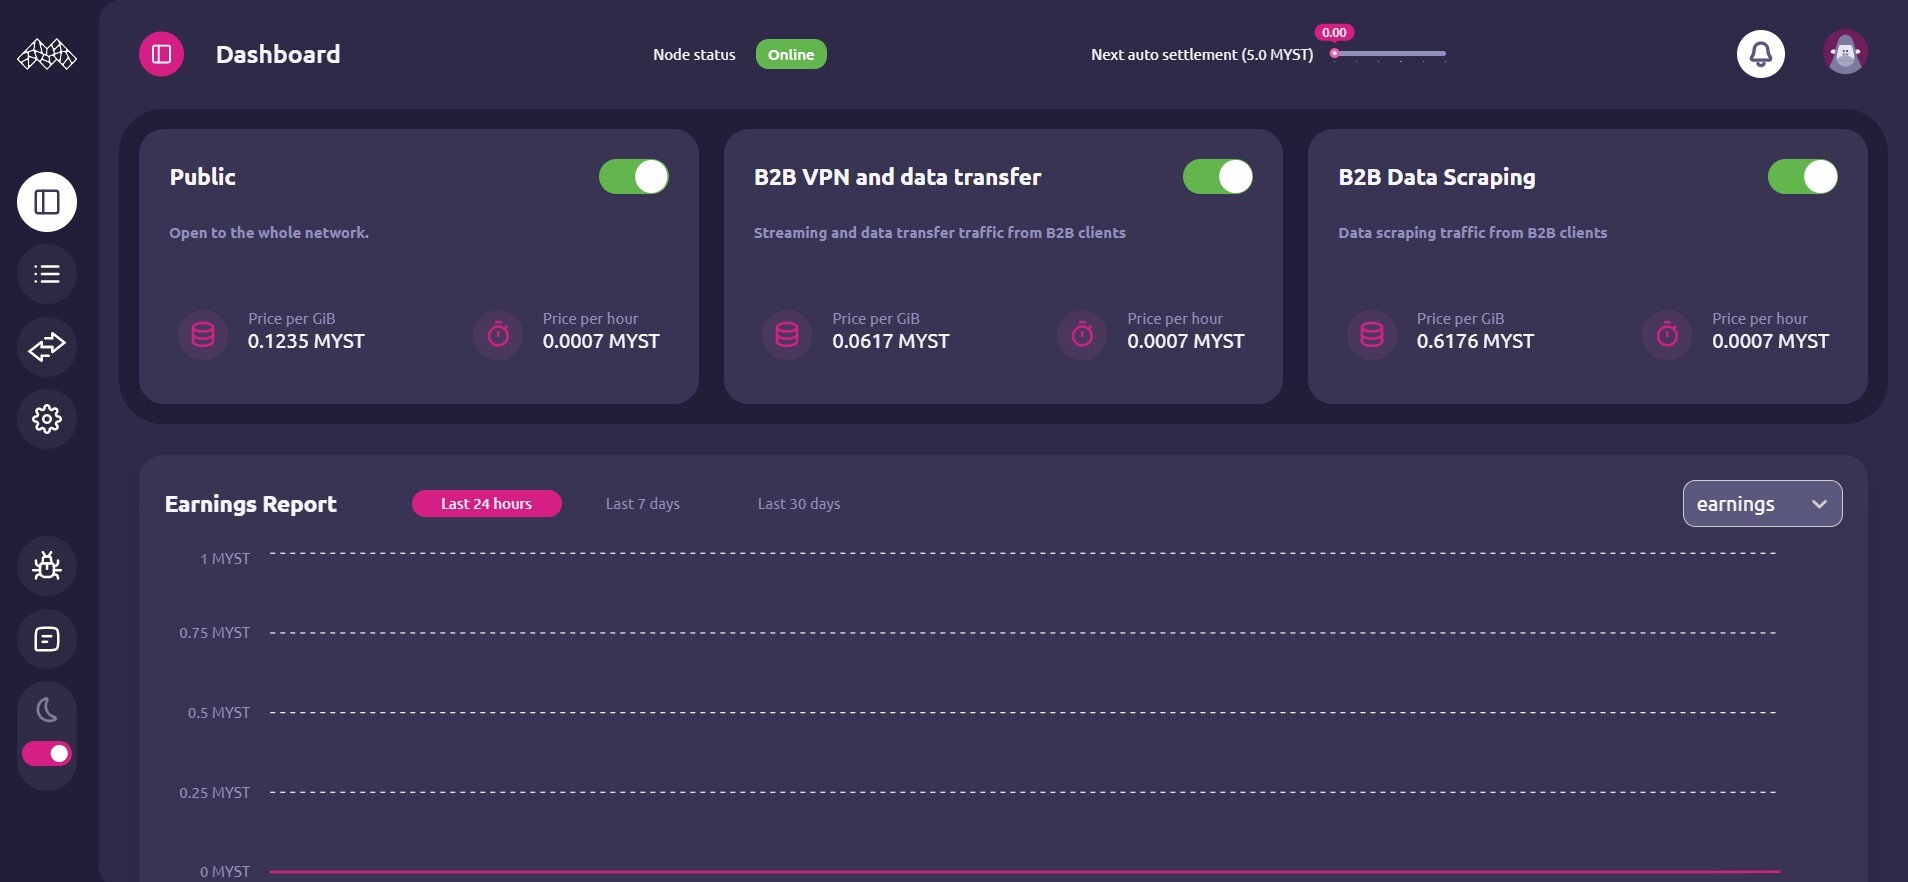 Dashboard
Node status
Online
Next auto settlement (5.0 MYST)
0.00
Public
Open to the whole network.
Price per GiB
0.1235 MYST
Price per hour
0.0007 MYST
B2B VPN and data transfer
Streaming and data transfer traffic from B2B clients
Price per GiB
0.0617 MYST
Price per hour
0.0007 MYST
B2B Data Scraping
Data scraping traffic from B2B clients
Price per GiB
0.6176 MYST
Price per hour
0.0007 MYST
Earnings Report
Last 24 hours
Last 7 days
Last 30 days
earnings
1 MYST
0.75 MYST
0.5 MYST
0.25 MYST
0 MYST